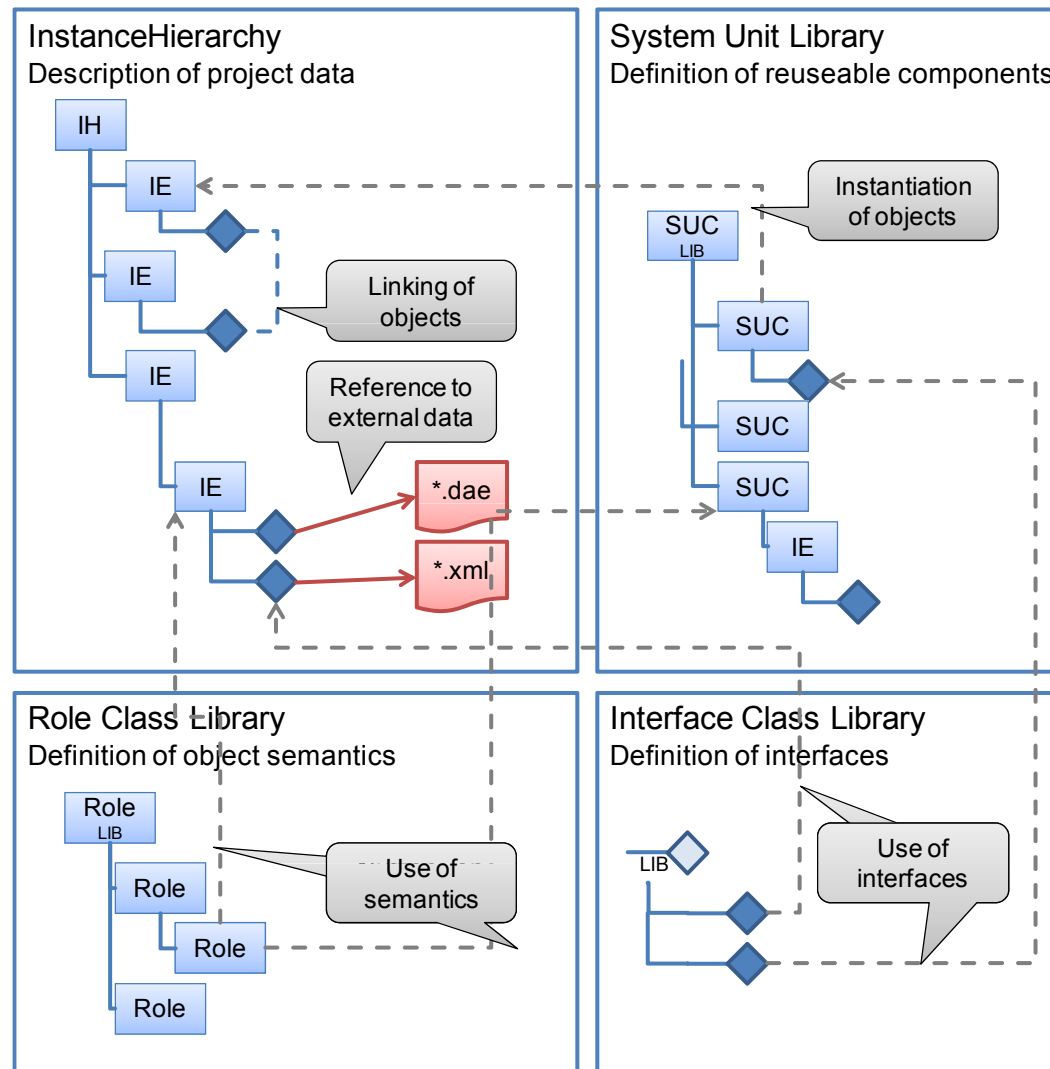 InstanceHierarchy
Description of project data
IH
IE
IE
Linking of
objects
IE
Reference to
external data
IE
*.dae
*.xml
System Unit Library
Definition of reuseable components
Instantiation
of objects
SUC
LIB
SUC
SUC
SUC
IE
Role Class Library
Definition of object semantics
Role
LIB
Role
Role
Role
Use of
semantics
Interface Class Library
Definition of interfaces
LIB
Use of
interfaces